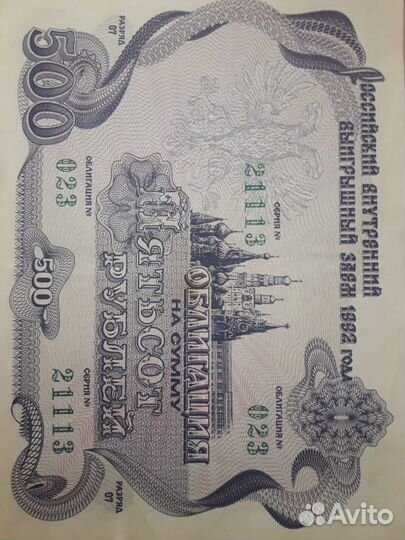 Российский внутренний
выигрышный заем 1992 года
СЕРИЯ №
21113
ОБЛИГАЦИЯ №
023
ОБЛИГАЦИЯ
НА СУММУ
ПЯТЬСОТ
РУБЛЕЙ
РАЗРЯД
07
500
ОБЛИГАЦИЯ №
023
500
СЕРИЯ №
21113
РАЗРЯД
07
Avito